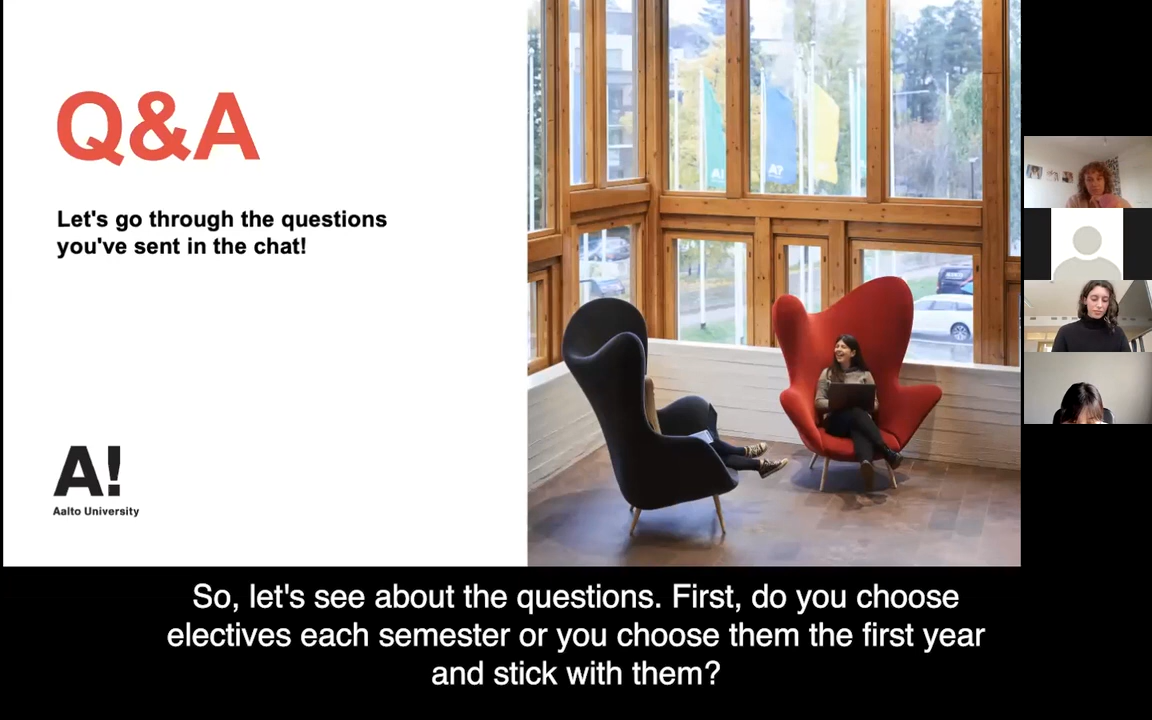 Q&A
Let's go through the questions
you've sent in the chat!
A!
Aalto University
A!
A?
So, let's see about the questions. First, do you choose
electives each semester or you choose them the first year
and stick with them?